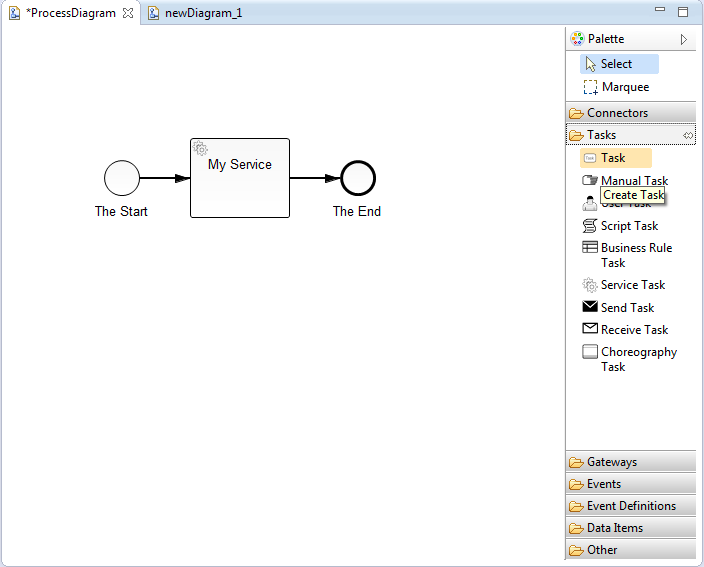 *ProcessDiagram
newDiagram_1
Palette
Select
Marquee
Connectors
Tasks
Task
Manual Task
Create Task
User Task
Script Task
Business Rule
Task
Service Task
Send Task
Receive Task
Choreography
Task
Gateways
Events
Event Definitions
Data Items
Other
My Service
The Start
The End